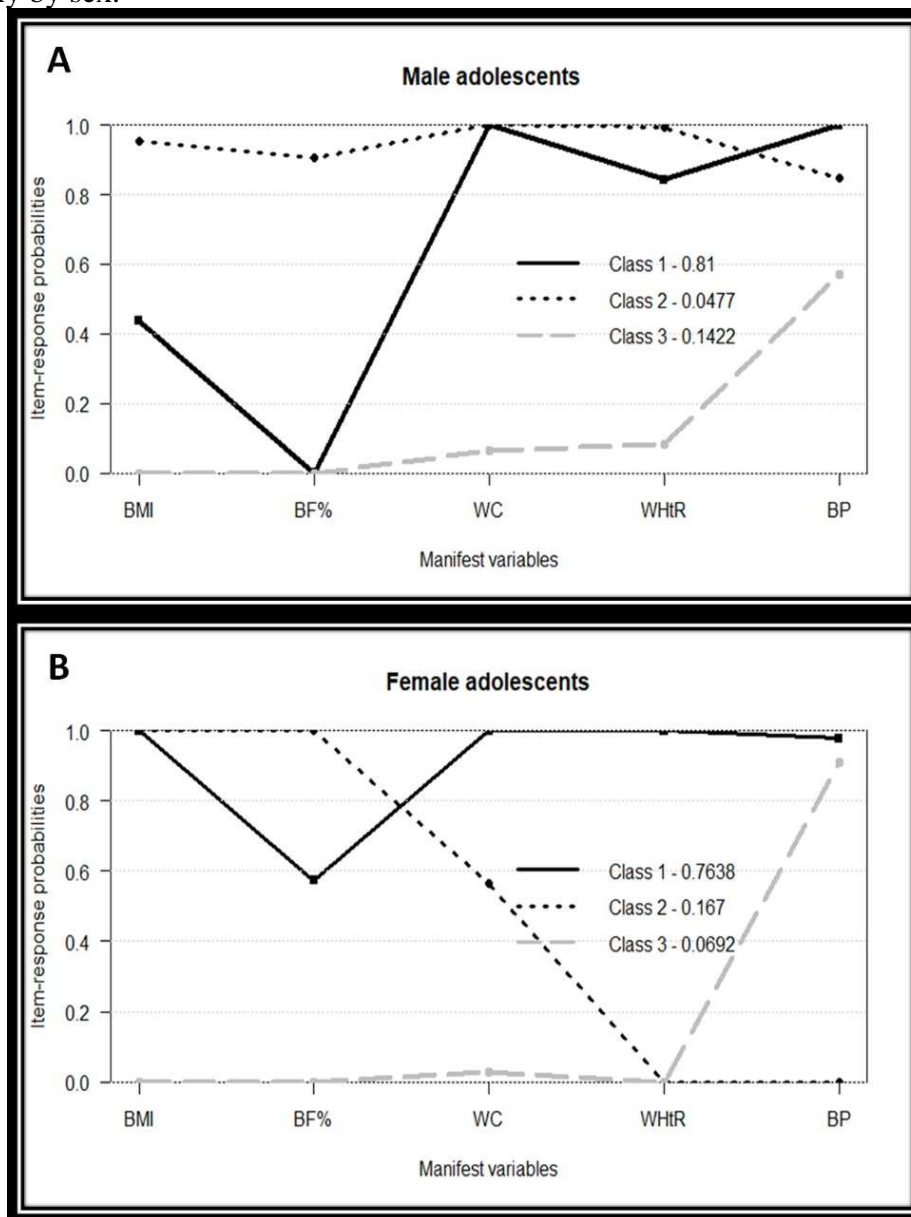 y by sex.
A
Male adolescents
Item-response probabilities
1.0
0.8
0.6
0.4
0.2
0.0
Class 1 - 0.81
Class 2 - 0.0477
Class 3 - 0.1422
BMI BF% WC WHtR BP
Manifest variables
B
Female adolescents
Item-response probabilities
1.0
0.8
0.6
0.4
0.2
0.0
Class 1 - 0.7638
Class 2 - 0.167
Class 3 - 0.0692
BMI BF% WC WHtR BP
Manifest variables